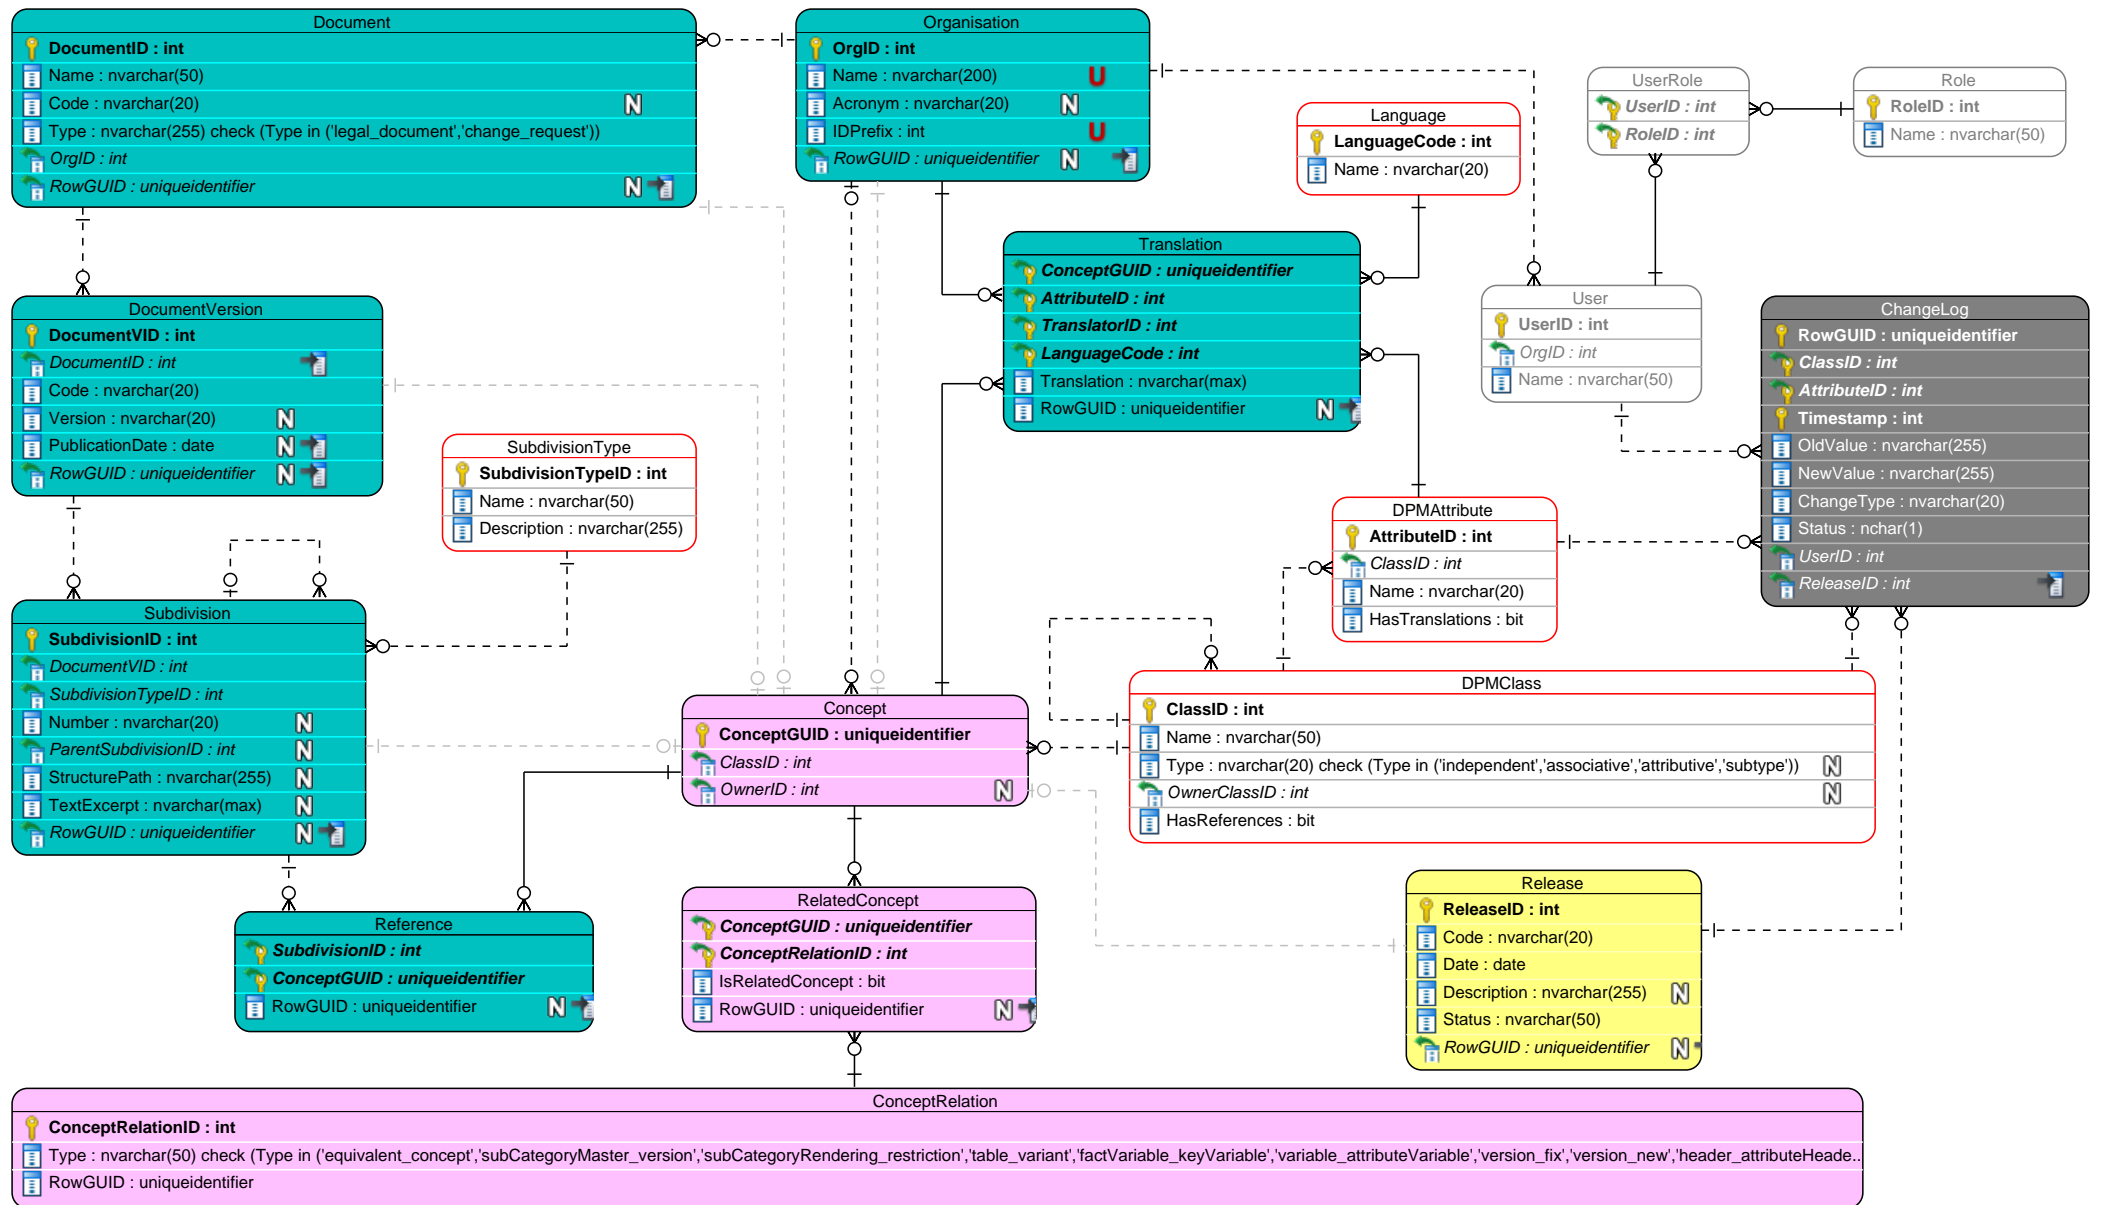 Document
DocumentID : int
Name : nvarchar(50)
Code : nvarchar(20) N
Type : nvarchar(255) check (Type in ('legal_document','change_request'))
OrgID : int
RowGUID : uniqueidentifier N
Organisation
OrgID : int
Name : nvarchar(200) U
Acronym : nvarchar(20) N
IDPrefix : int U
RowGUID : uniqueidentifier N
Language
LanguageCode : int
Name : nvarchar(20)
UserRole
UserID : int
RoleID : int
Role
RoleID : int
Name : nvarchar(50)
Translation
ConceptGUID : uniqueidentifier
AttributeID : int
TranslatorID : int
LanguageCode : int
Translation : nvarchar(max)
RowGUID : uniqueidentifier N
User
UserID : int
OrgID : int
Name : nvarchar(50)
ChangeLog
RowGUID : uniqueidentifier
ClassID : int
AttributeID : int
Timestamp : int
OldValue : nvarchar(255)
NewValue : nvarchar(255)
ChangeType : nvarchar(20)
Status : nchar(1)
UserID : int
ReleaseID : int
DocumentVersion
DocumentVID : int
DocumentID : int
Code : nvarchar(20)
Version : nvarchar(20) N
PublicationDate : date N
RowGUID : uniqueidentifier N
SubdivisionType
SubdivisionTypeID : int
Name : nvarchar(50)
Description : nvarchar(255)
DPMAttribute
AttributeID : int
ClassID : int
Name : nvarchar(20)
HasTranslations : bit
Subdivision
SubdivisionID : int
DocumentVID : int
SubdivisionTypeID : int
Number : nvarchar(20) N
ParentSubdivisionID : int N
StructurePath : nvarchar(255) N
TextExcerpt : nvarchar(max) N
RowGUID : uniqueidentifier N
Concept
ConceptGUID : uniqueidentifier
ClassID : int
OwnerID : int N
DPMClass
ClassID : int
Name : nvarchar(50)
Type : nvarchar(20) check (Type in ('independent','associative','attributive','subtype')) N
OwnerClassID : int N
HasReferences : bit
Reference
SubdivisionID : int
ConceptGUID : uniqueidentifier
RowGUID : uniqueidentifier N
RelatedConcept
ConceptGUID : uniqueidentifier
ConceptRelationID : int
IsRelatedConcept : bit
RowGUID : uniqueidentifier N
Release
ReleaseID : int
Code : nvarchar(20)
Date : date
Description : nvarchar(255) N
Status : nvarchar(50)
RowGUID : uniqueidentifier N
ConceptRelation
ConceptRelationID : int
Type : nvarchar(50) check (Type in ('equivalent_concept','subCategoryMaster_version','subCategoryRendering_restriction','table_variant','factVariable_keyVariable','variable_attributeVariable','version_fix','version_new','header_attributeHeade..
RowGUID : uniqueidentifier